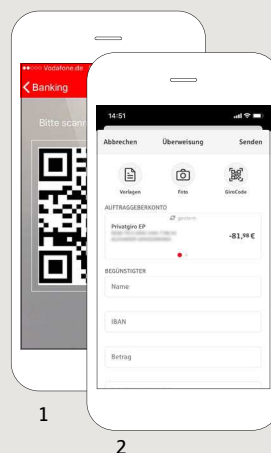 Vodafone.de
Banking
Bitte scann
14:51
Abbrechen Überweisung Senden
Vorlagen Foto GiroCode
AUFTRAGGEBERKONTO
Privatgiro EP
-81,98 €
BEGÜNSTIGTER
Name
IBAN
Betrag
1
2